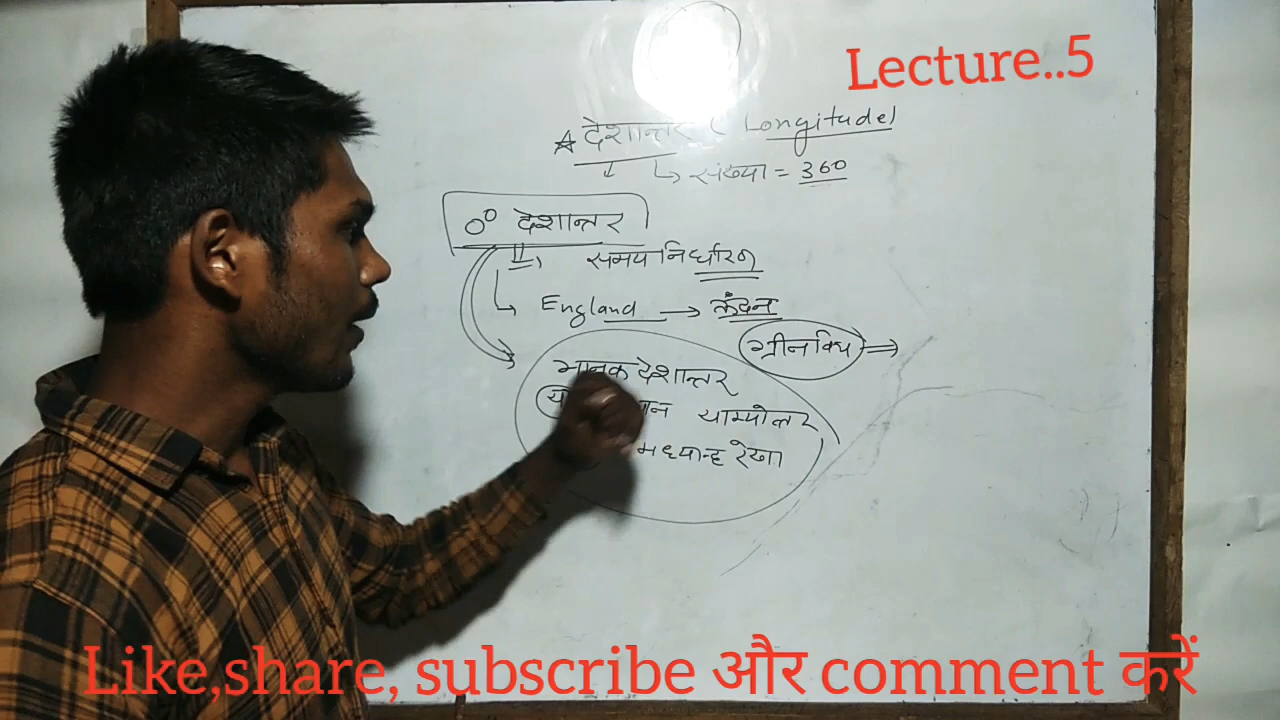 Lecture..5
☆ देशान्तर ( Longitude)
↳ संख्या = 360
0° देशान्तर
समय निर्धारण
↳ England → लंदन
ग्रीनविच ⇒
मानक देशान्तर
याम्योत्तर
मध्यान्ह रेखा
Like,share, subscribe और comment करें